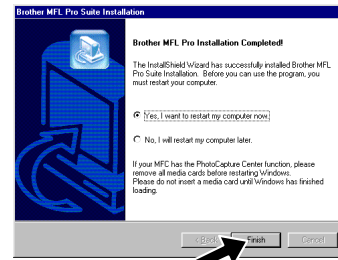 Brother MFL Pro Suite Installation
Brother MFL Pro Installation Completed!
The InstallShield Wizard has successfully installed Brother MFL
Pro Suite Installation. Before you can use the program, you
must restart your computer.
Yes, I want to restart my computer now.
No, I will restart my computer later.
If your MFC has the PhotoCapture Center function, please
remove all media cards before restarting Windows.
Please do not insert a media card until Windows has finished
loading.
< Back
Finish
Cancel